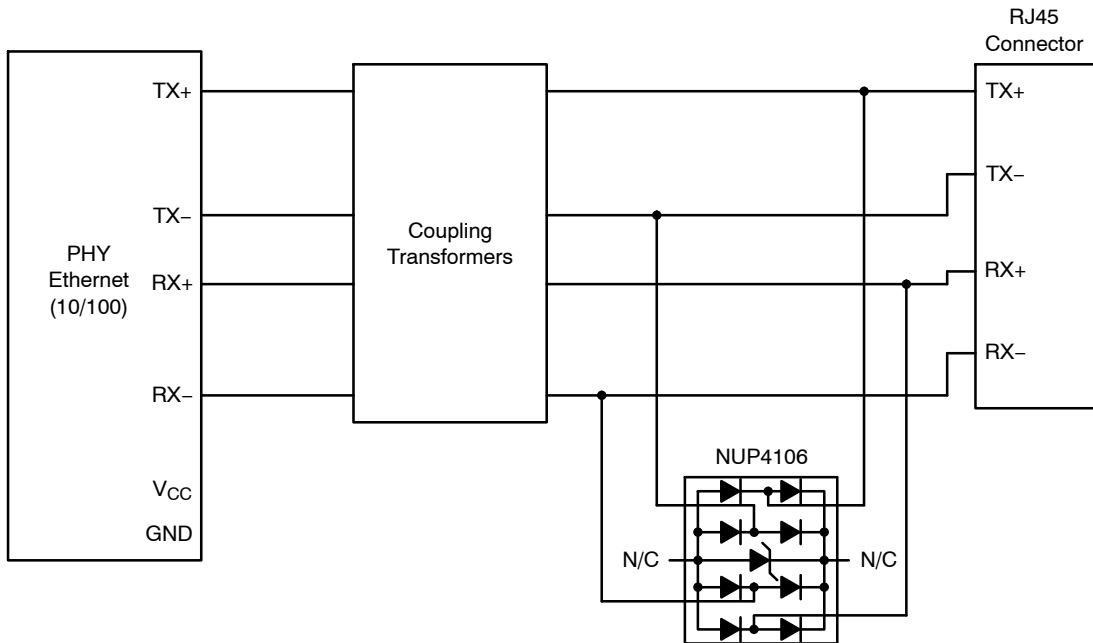 RJ45
Connector
TX+
TX−
RX+
RX−
PHY
Ethernet
(10/100)
VCC
GND
Coupling
Transformers
TX+
TX−
RX+
RX−
NUP4106
N/C
N/C